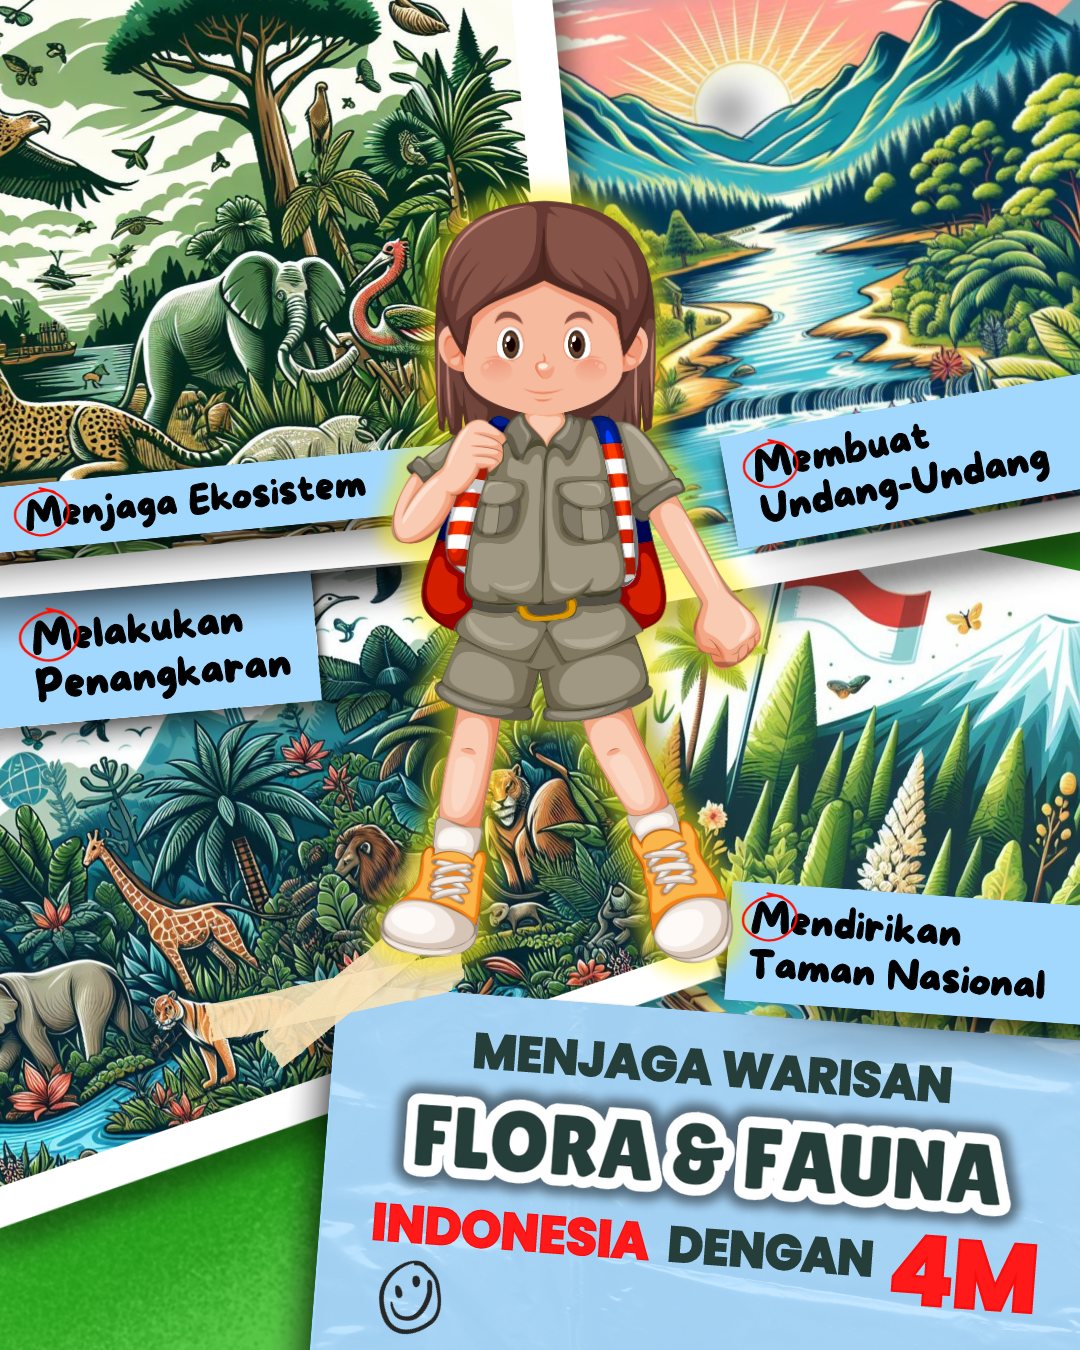 Menjaga Ekosistem
Membuat
Undang-Undang
Melakukan
Penangkaran
Mendirikan
Taman Nasional
MENJAGA WARISAN
FLORA & FAUNA
INDONESIA DENGAN 4M